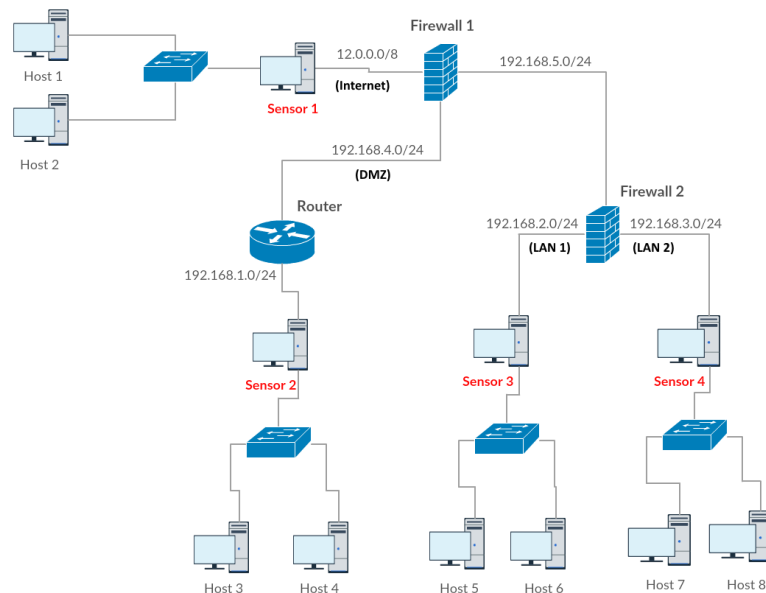 Firewall 1
12.0.0.0/8
(Internet)
192.168.5.0/24
Host 1
Sensor 1
Host 2
192.168.4.0/24
(DMZ)
Router
Firewall 2
192.168.2.0/24
(LAN 1)
192.168.3.0/24
(LAN 2)
192.168.1.0/24
Sensor 2
Sensor 3
Sensor 4
Host 3
Host 4
Host 5
Host 6
Host 7
Host 8